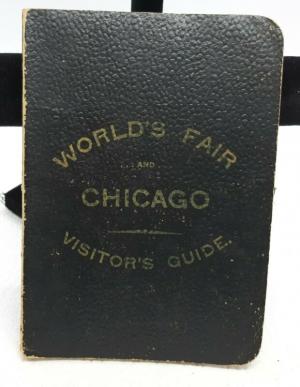 WORLD'S FAIR
... AND ...
CHICAGO
VISITOR'S GUIDE.